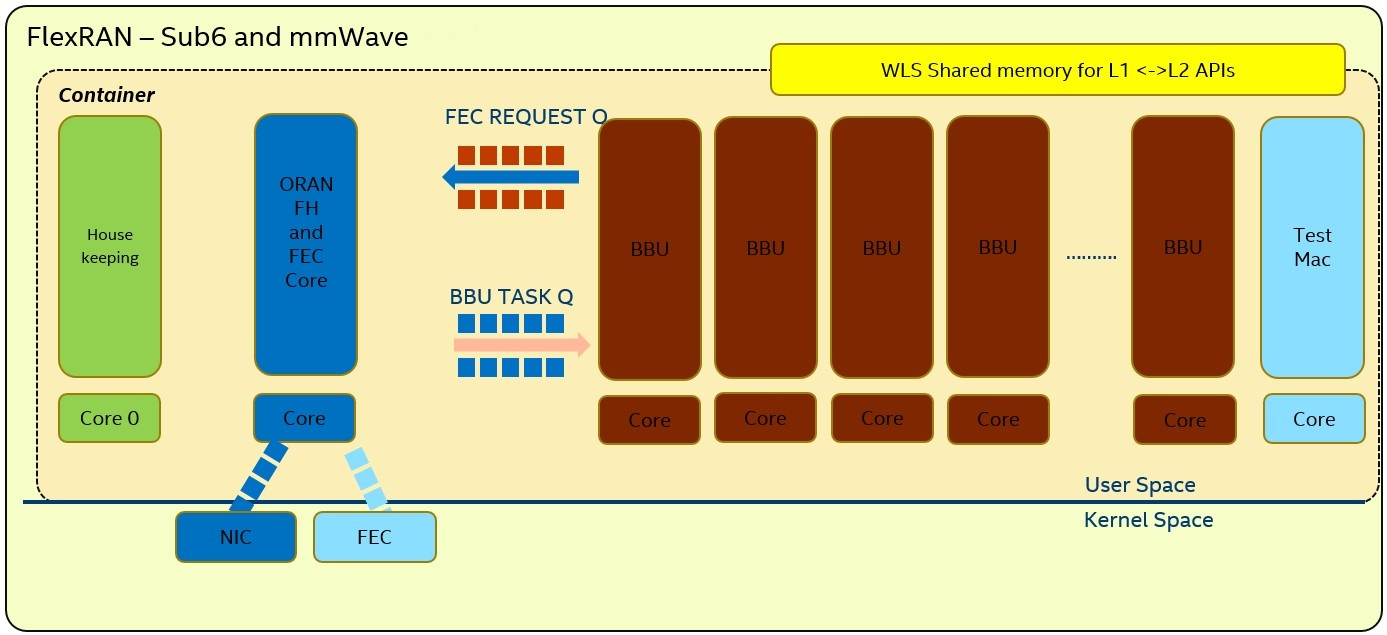 FlexRAN – Sub6 and mmWave
WLS Shared memory for L1 <->L2 APIs
Container
House
keeping
ORAN
FH
and
FEC
Core
FEC REQUEST Q
BBU TASK Q
BBU
BBU
BBU
BBU
..........
BBU
Test
Mac
Core 0
Core
Core
Core
Core
Core
Core
Core
User Space
Kernel Space
NIC
FEC